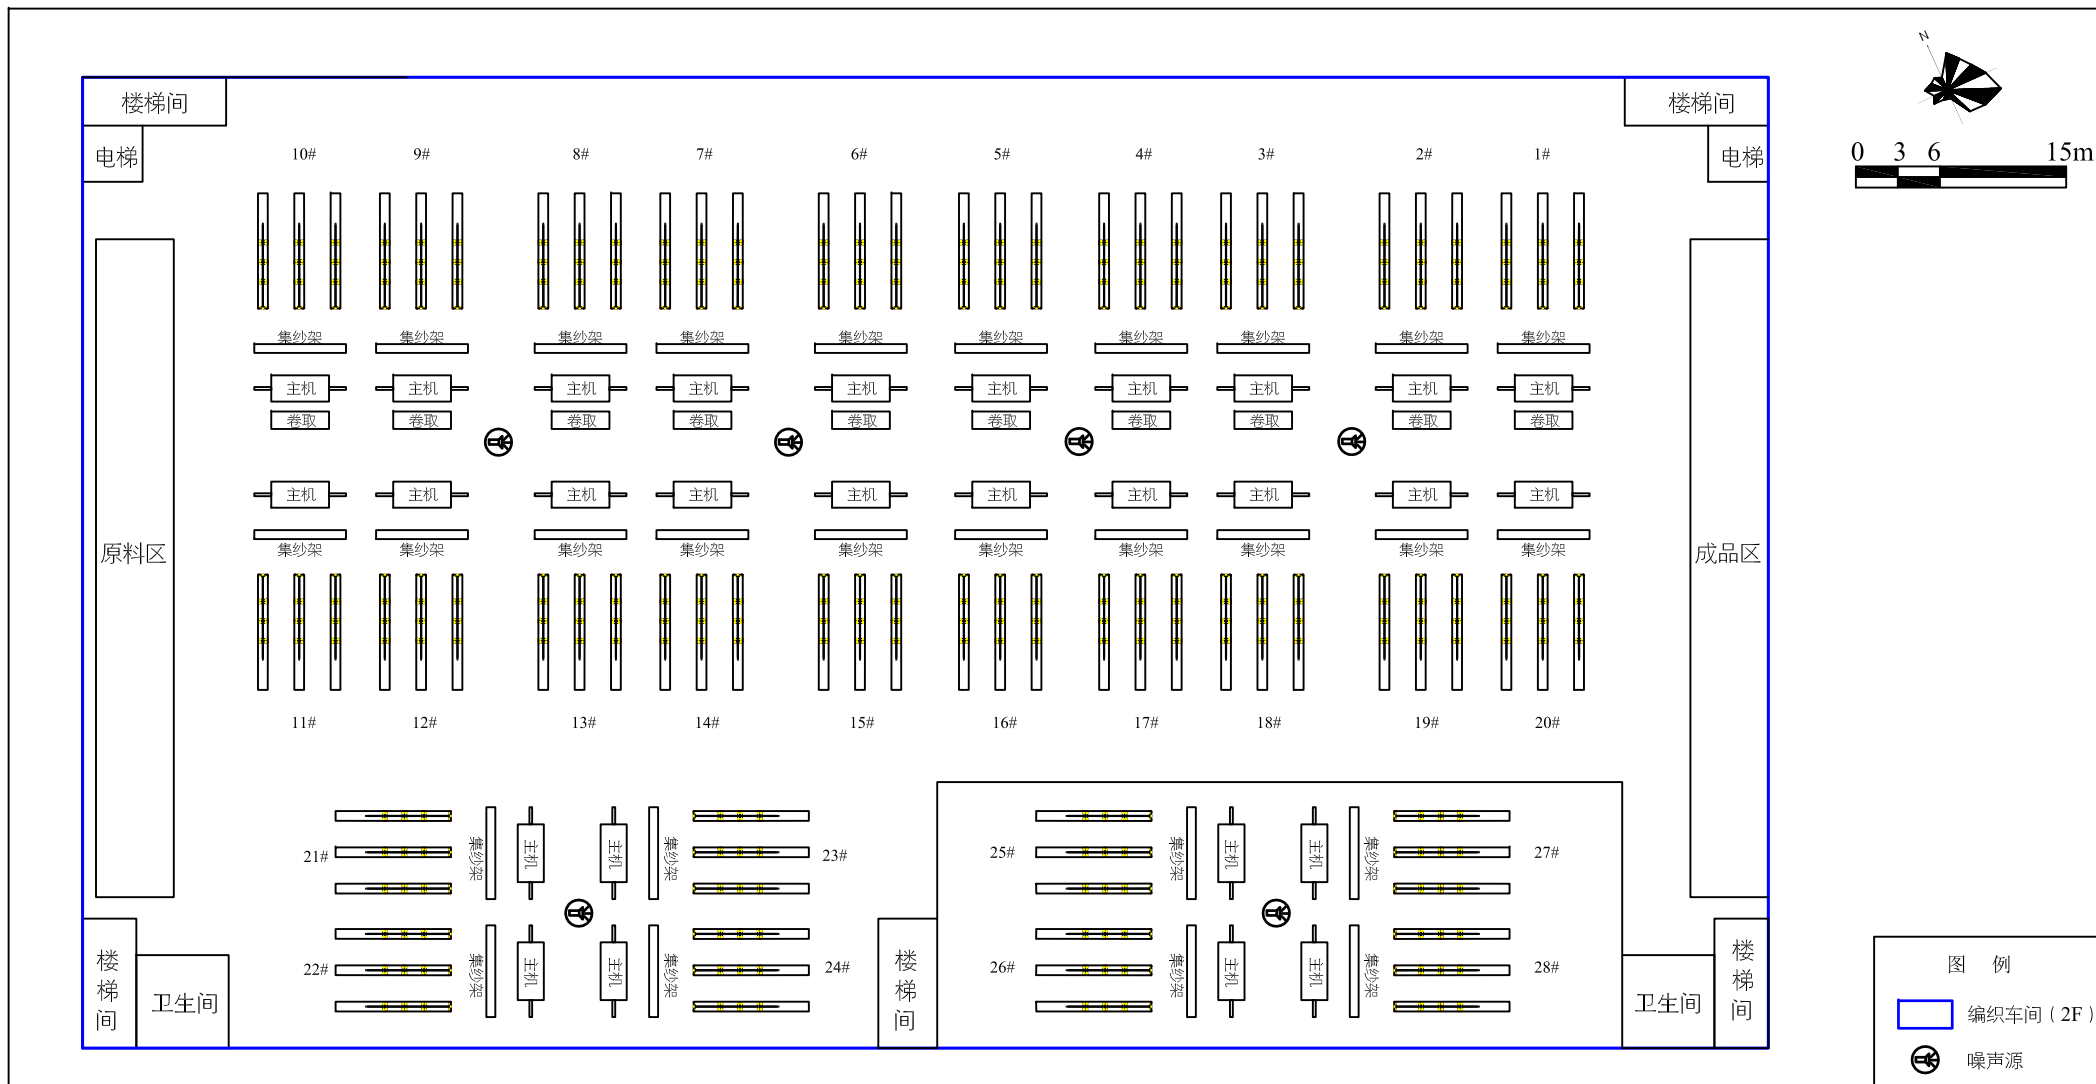 N
楼梯间 楼梯间
0 3 6 15m
电梯 电梯
10# 9# 8# 7# 6# 5# 4# 3# 2# 1#
集纱架 集纱架 集纱架 集纱架 集纱架 集纱架 集纱架 集纱架 集纱架 集纱架
主机 主机 主机 主机 主机 主机 主机 主机 主机 主机
卷取 卷取 卷取 卷取 卷取 卷取 卷取 卷取 卷取 卷取
主机 主机 主机 主机 主机 主机 主机 主机 主机 主机
原料区 集纱架 集纱架 集纱架 集纱架 集纱架 集纱架 集纱架 集纱架 集纱架 集纱架 成品区
11# 12# 13# 14# 15# 16# 17# 18# 19# 20#
21# 集纱架 主机 主机 集纱架 23# 25# 集纱架 主机 主机 集纱架 27#
22# 集纱架 主机 主机 集纱架 24# 26# 集纱架 主机 主机 集纱架 28#
楼梯间 卫生间 楼梯间 卫生间 楼梯间
图 例
编织车间（2F）
噪声源